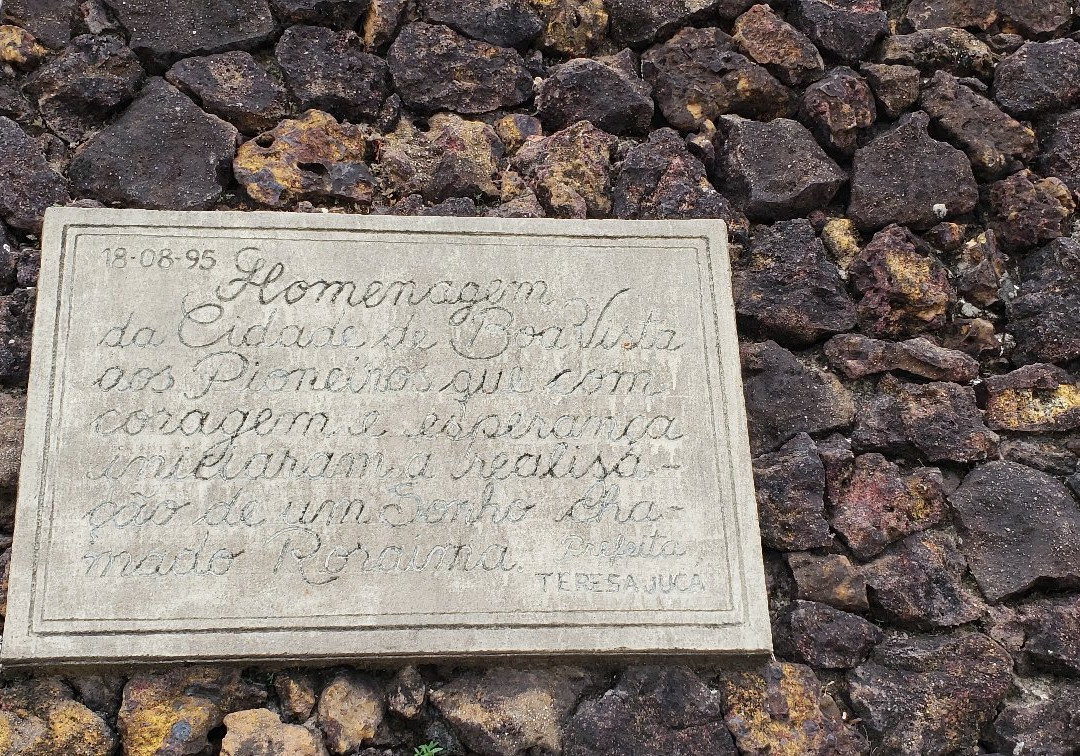 18-08-95 Homenagem
da Cidade de Boa Vista
aos Pioneiros que com
coragem e esperança
iniciaram a realisa-
ção de um Sonho cha-
mado Roraima.
Prefeita
TERESA JUCA